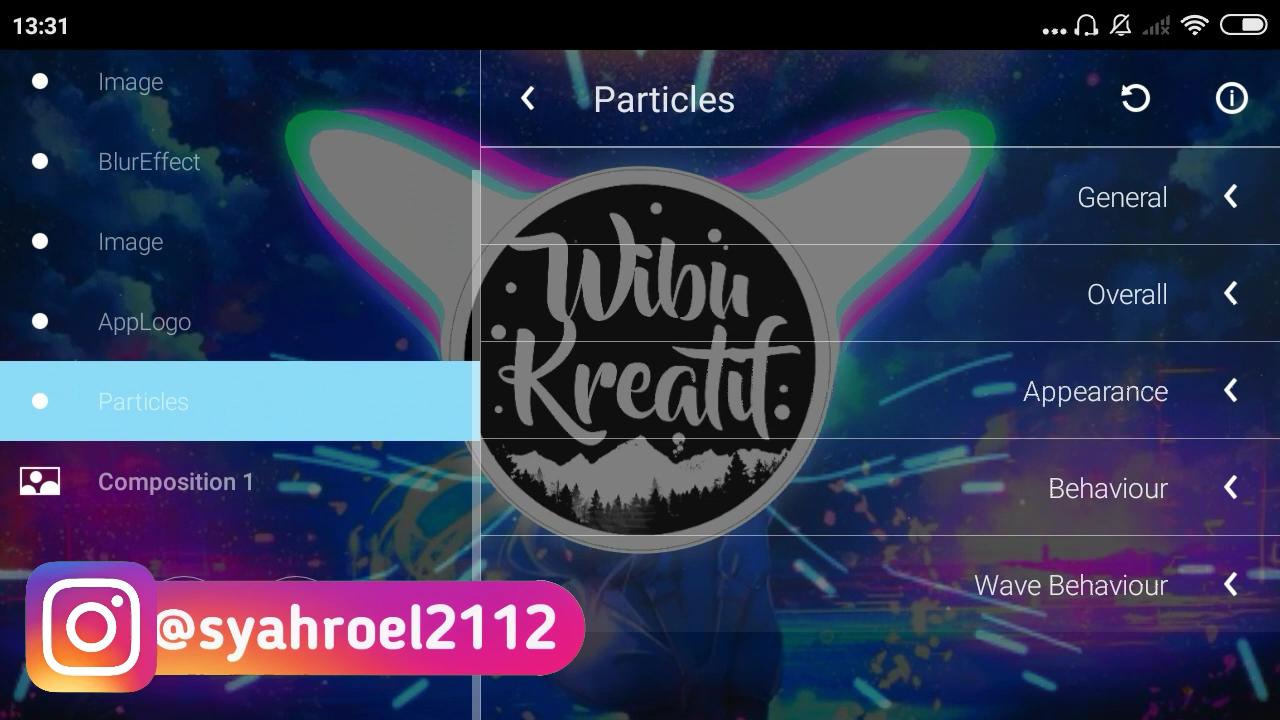 13:31
Image
BlurEffect
Image
AppLogo
Particles
Composition 1
Particles
General
Overall
Appearance
Behaviour
Wave Behaviour
Wibu
Kreatif
@syahroel2112